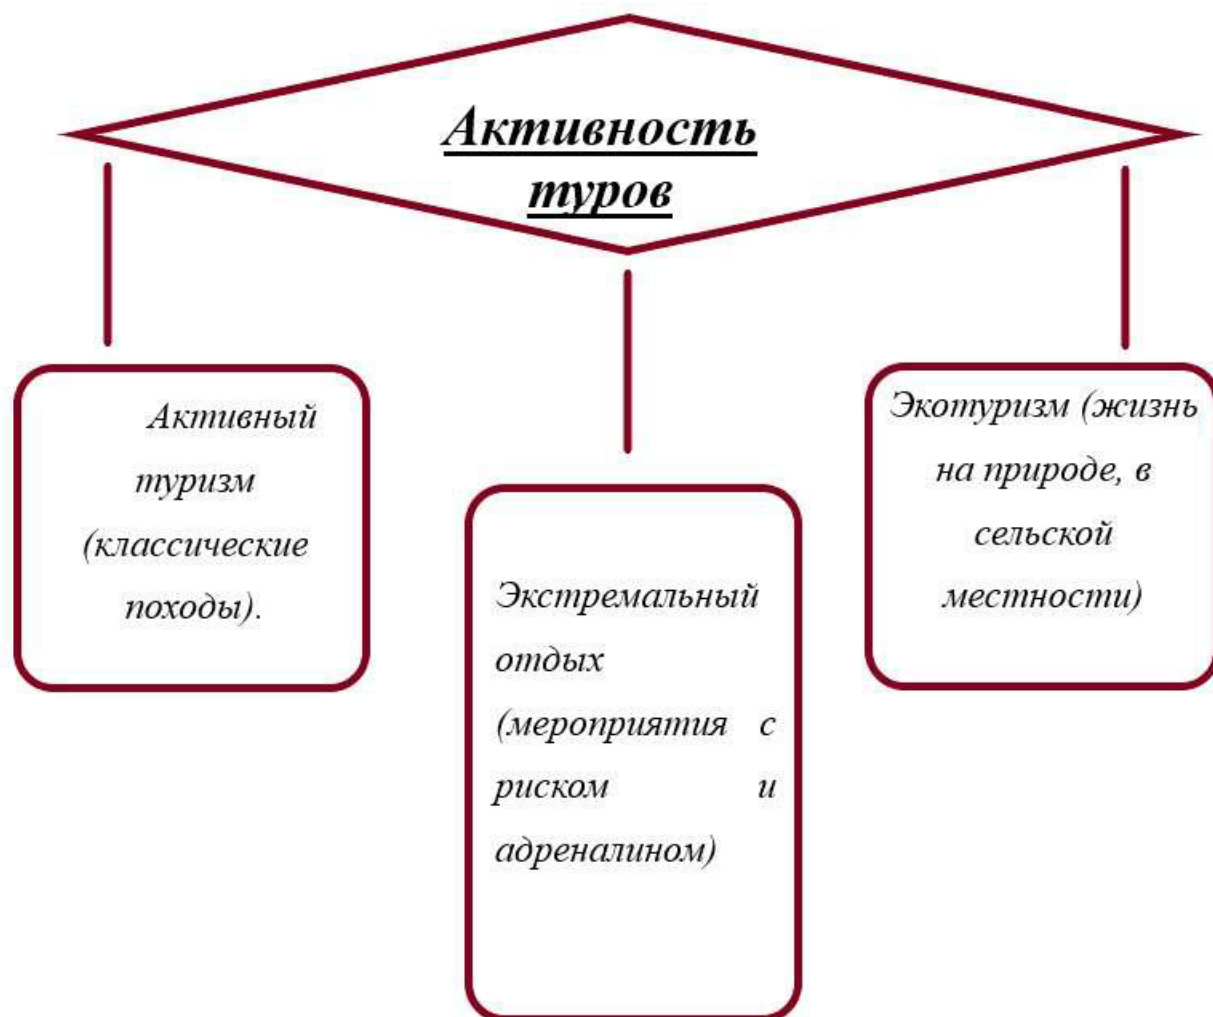 Активность
туров
Активный
туризм
(классические
походы).
Экстремальный
отдых
(мероприятия с
риском и
адреналином)
Экотуризм (жизнь
на природе, в
сельской
местности)